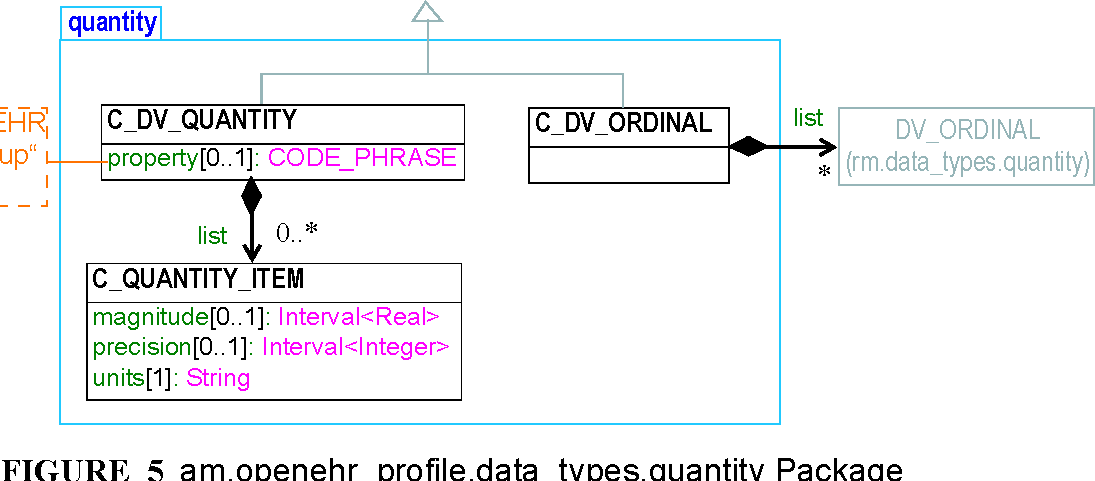 quantity
EHR
up“
C_DV_QUANTITY
property[0..1]: CODE_PHRASE
C_DV_ORDINAL
list
*
DV_ORDINAL
(rm.data_types.quantity)
list
0..*
C_QUANTITY_ITEM
magnitude[0..1]: Interval<Real>
precision[0..1]: Interval<Integer>
units[1]: String
FIGURE 5 am.openehr_profile.data_types.quantity Package